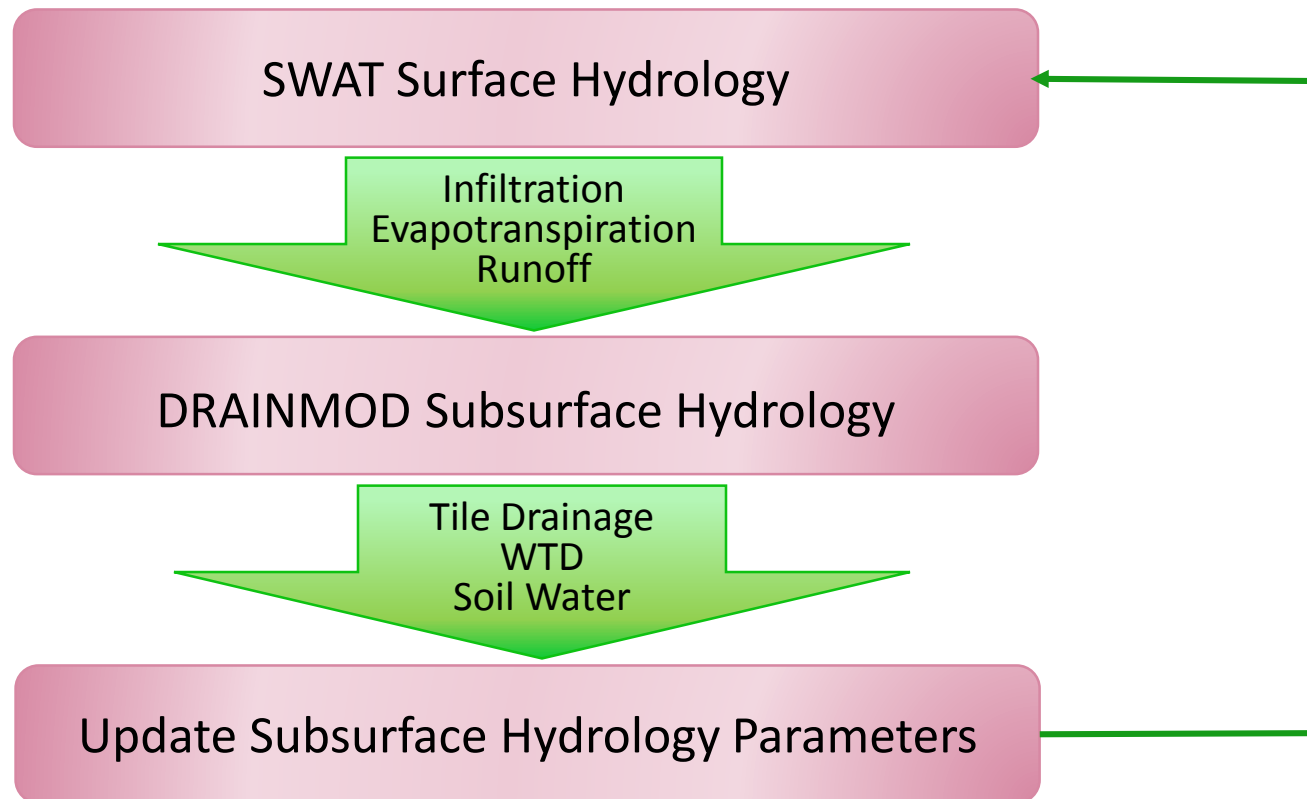 SWAT Surface Hydrology
Infiltration
Evapotranspiration
Runoff
DRAINMOD Subsurface Hydrology
Tile Drainage
WTD
Soil Water
Update Subsurface Hydrology Parameters